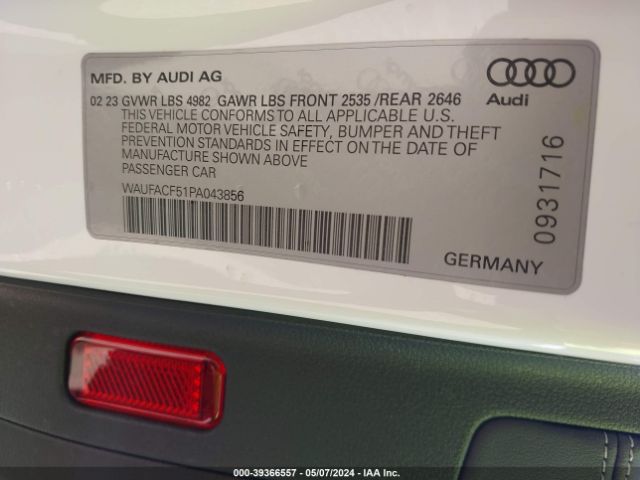 MFD. BY AUDI AG
02 23 GVWR LBS 4982 GAWR LBS FRONT 2535 /REAR 2646
THIS VEHICLE CONFORMS TO ALL APPLICABLE U.S.
FEDERAL MOTOR VEHICLE SAFETY, BUMPER AND THEFT
PREVENTION STANDARDS IN EFFECT ON THE DATE OF
MANUFACTURE SHOWN ABOVE
PASSENGER CAR
WAUFACF51PA043856
Audi
0931716
GERMANY
000-39366557 - 05/07/2024 - IAA Inc.